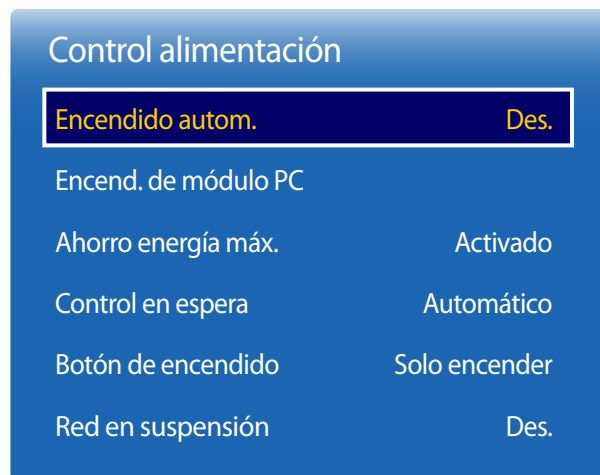 Control alimentación
Encendido autom. Des.
Encend. de módulo PC
Ahorro energía máx. Activado
Control en espera Automático
Botón de encendido Solo encender
Red en suspensión Des.